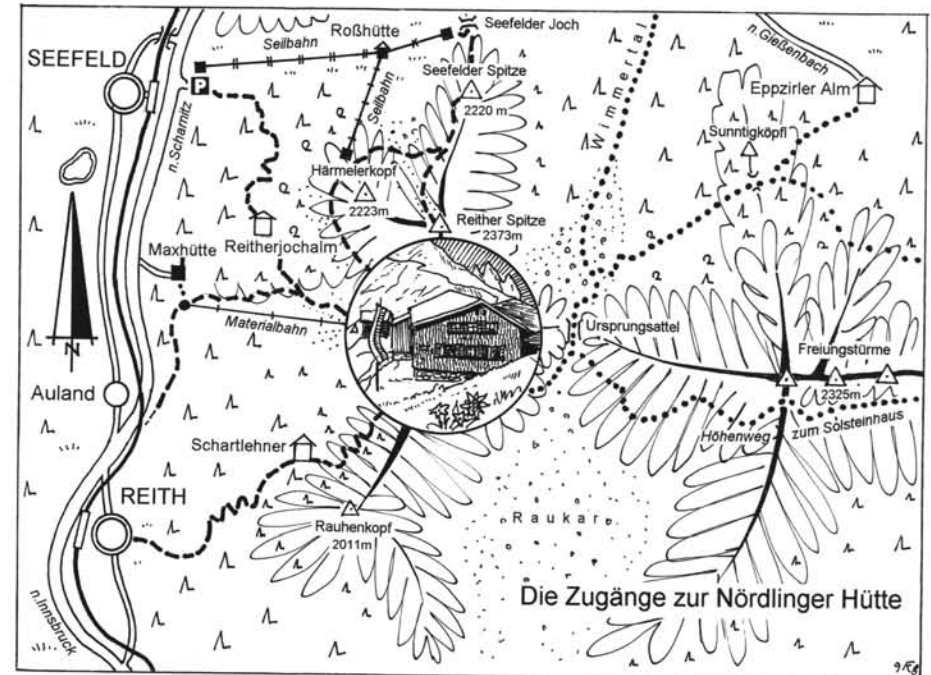 SEEFELD
Seilbahn
Roßhütte
Seefelder Joch
n.Gießenbach
Seefelder Spitze
2220 m
Wimmertal
Eppzirler Alm
Sunntigköpfl
P
n.Scharnitz
Seilbahn
Härmelerkopf
2223m
Reither Spitze
2373m
Reitherjochalm
Maxhütte
N
Materialbahn
Ursprungsattel
Freiungstürme
2325m
Auland
Höhenweg
zum Solsteinhaus
Schartlehner
REITH
Rauhenkopf
2011m
Raukar
n.Innsbruck
Die Zugänge zur Nördlinger Hütte